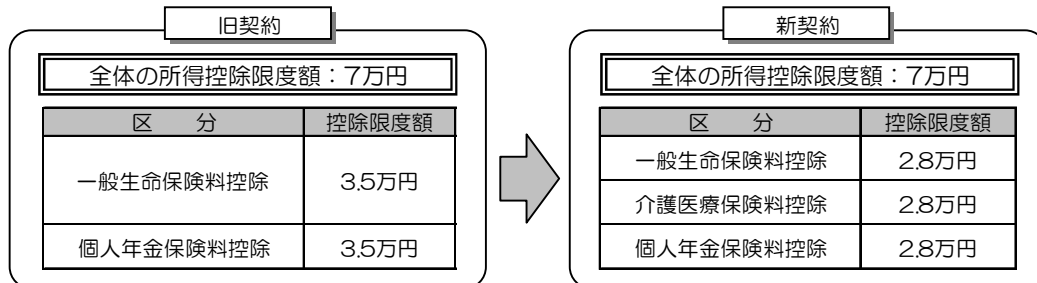 旧契約
全体の所得控除限度額：7万円
区　分 控除限度額
一般生命保険料控除 3.5万円
個人年金保険料控除 3.5万円
新契約
全体の所得控除限度額：7万円
区　分 控除限度額
一般生命保険料控除 2.8万円
介護医療保険料控除 2.8万円
個人年金保険料控除 2.8万円